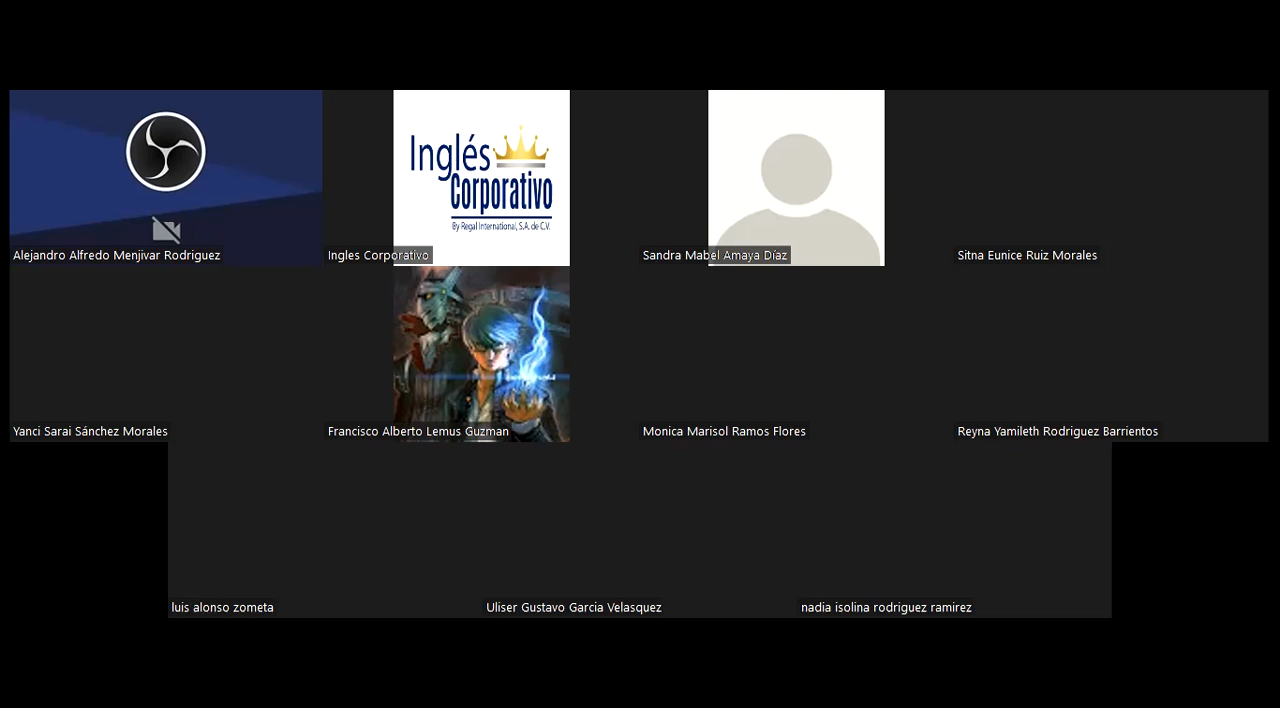 Inglés
Corporativo
By Regal International, S.A. de C.V.
Alejandro Alfredo Menjivar Rodriguez
Ingles Corporativo
Sandra Mabel Amaya Díaz
Sitna Eunice Ruiz Morales
Yanci Sarai Sánchez Morales
Francisco Alberto Lemus Guzman
Monica Marisol Ramos Flores
Reyna Yamileth Rodriguez Barrientos
luis alonso zometa
Uliser Gustavo Garcia Velasquez
nadia isolina rodriguez ramirez